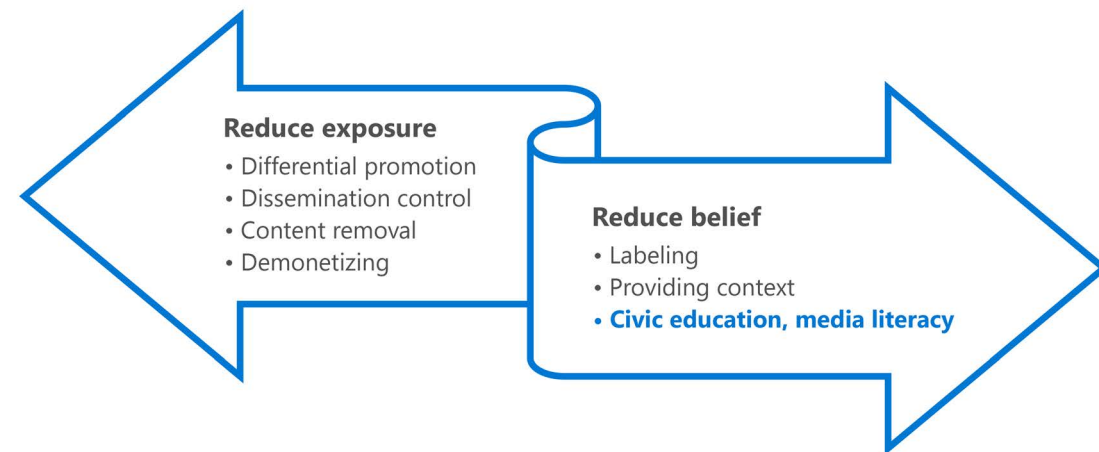 Reduce exposure
• Differential promotion
• Dissemination control
• Content removal
• Demonetizing
Reduce belief
• Labeling
• Providing context
• Civic education, media literacy